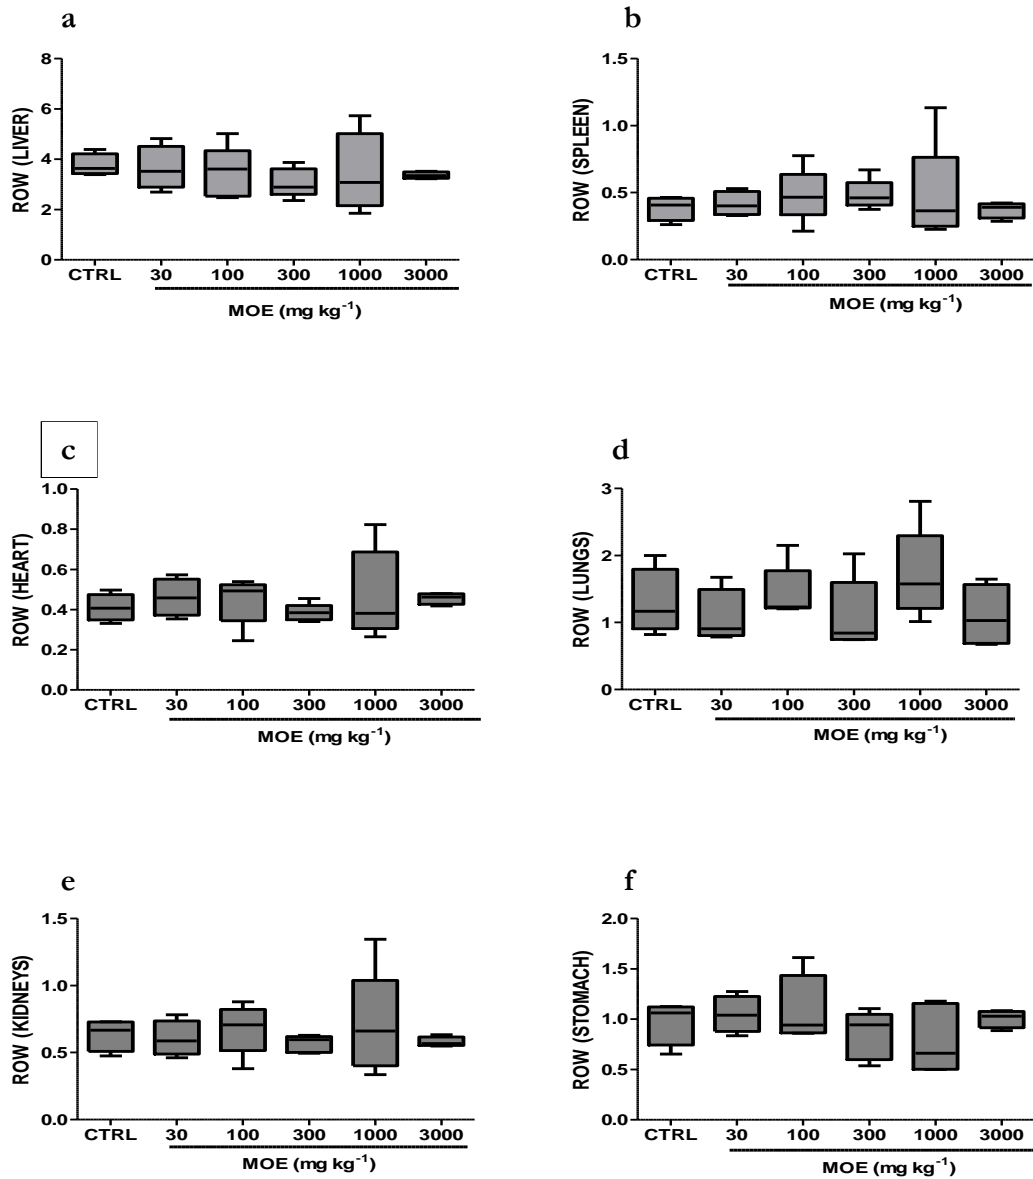 a
ROW (LIVER)
8
6
4
2
0
CTRL 30 100 300 1000 3000
MOE (mg kg⁻¹)
b
ROW (SPLEEN)
1.5
1.0
0.5
0.0
CTRL 30 100 300 1000 3000
MOE (mg kg⁻¹)
c
ROW (HEART)
1.0
0.8
0.6
0.4
0.2
0.0
CTRL 30 100 300 1000 3000
MOE (mg kg⁻¹)
d
ROW (LUNGS)
3
2
1
0
CTRL 30 100 300 1000 3000
MOE (mg kg⁻¹)
e
ROW (KIDNEYS)
1.5
1.0
0.5
0.0
CTRL 30 100 300 1000 3000
MOE (mg kg⁻¹)
f
ROW (STOMACH)
2.0
1.5
1.0
0.5
0.0
CTRL 30 100 300 1000 3000
MOE (mg kg⁻¹)